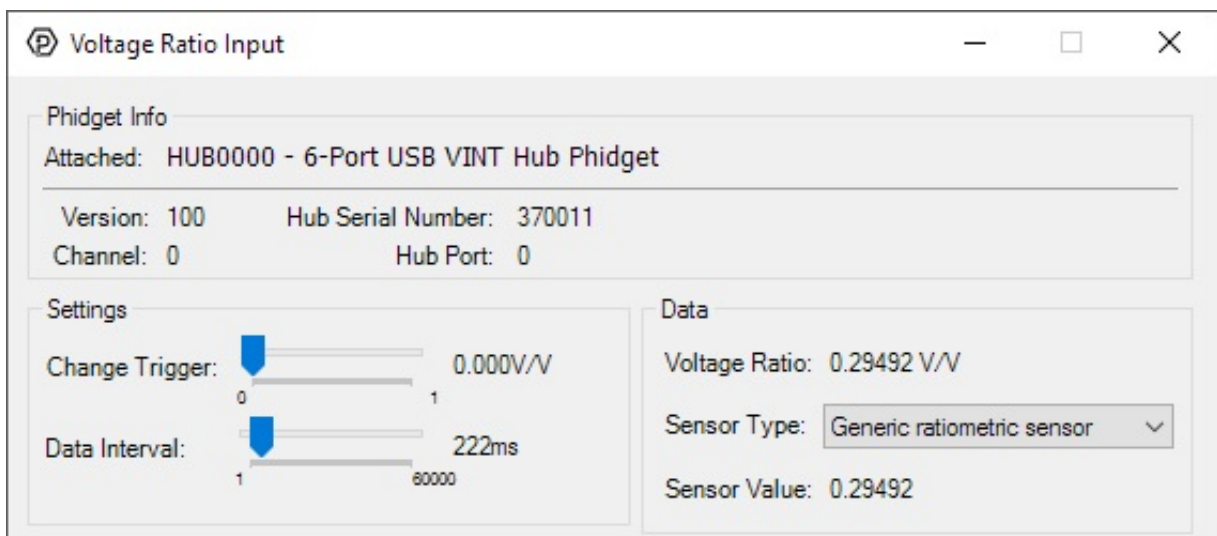 Voltage Ratio Input
Phidget Info
Attached: HUB0000 - 6-Port USB VINT Hub Phidget
Version: 100 Hub Serial Number: 370011
Channel: 0 Hub Port: 0
Settings
Change Trigger: 0.000V/V
0 1
Data Interval: 222ms
1 60000
Data
Voltage Ratio: 0.29492 V/V
Sensor Type: Generic ratiometric sensor
Sensor Value: 0.29492